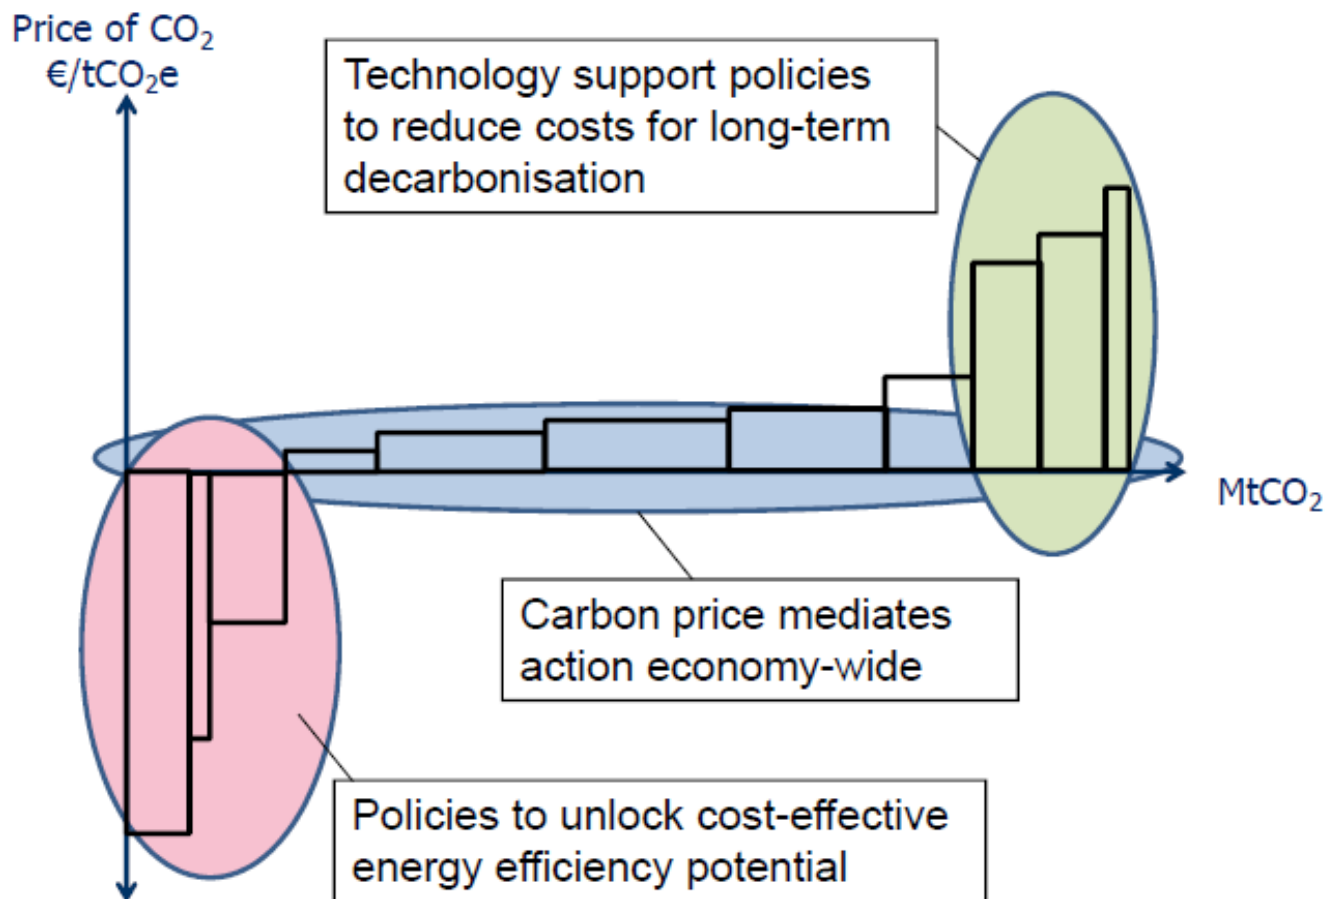 Price of CO₂
€/tCO₂e
Technology support policies
to reduce costs for long-term
decarbonisation
MtCO₂
Carbon price mediates
action economy-wide
Policies to unlock cost-effective
energy efficiency potential